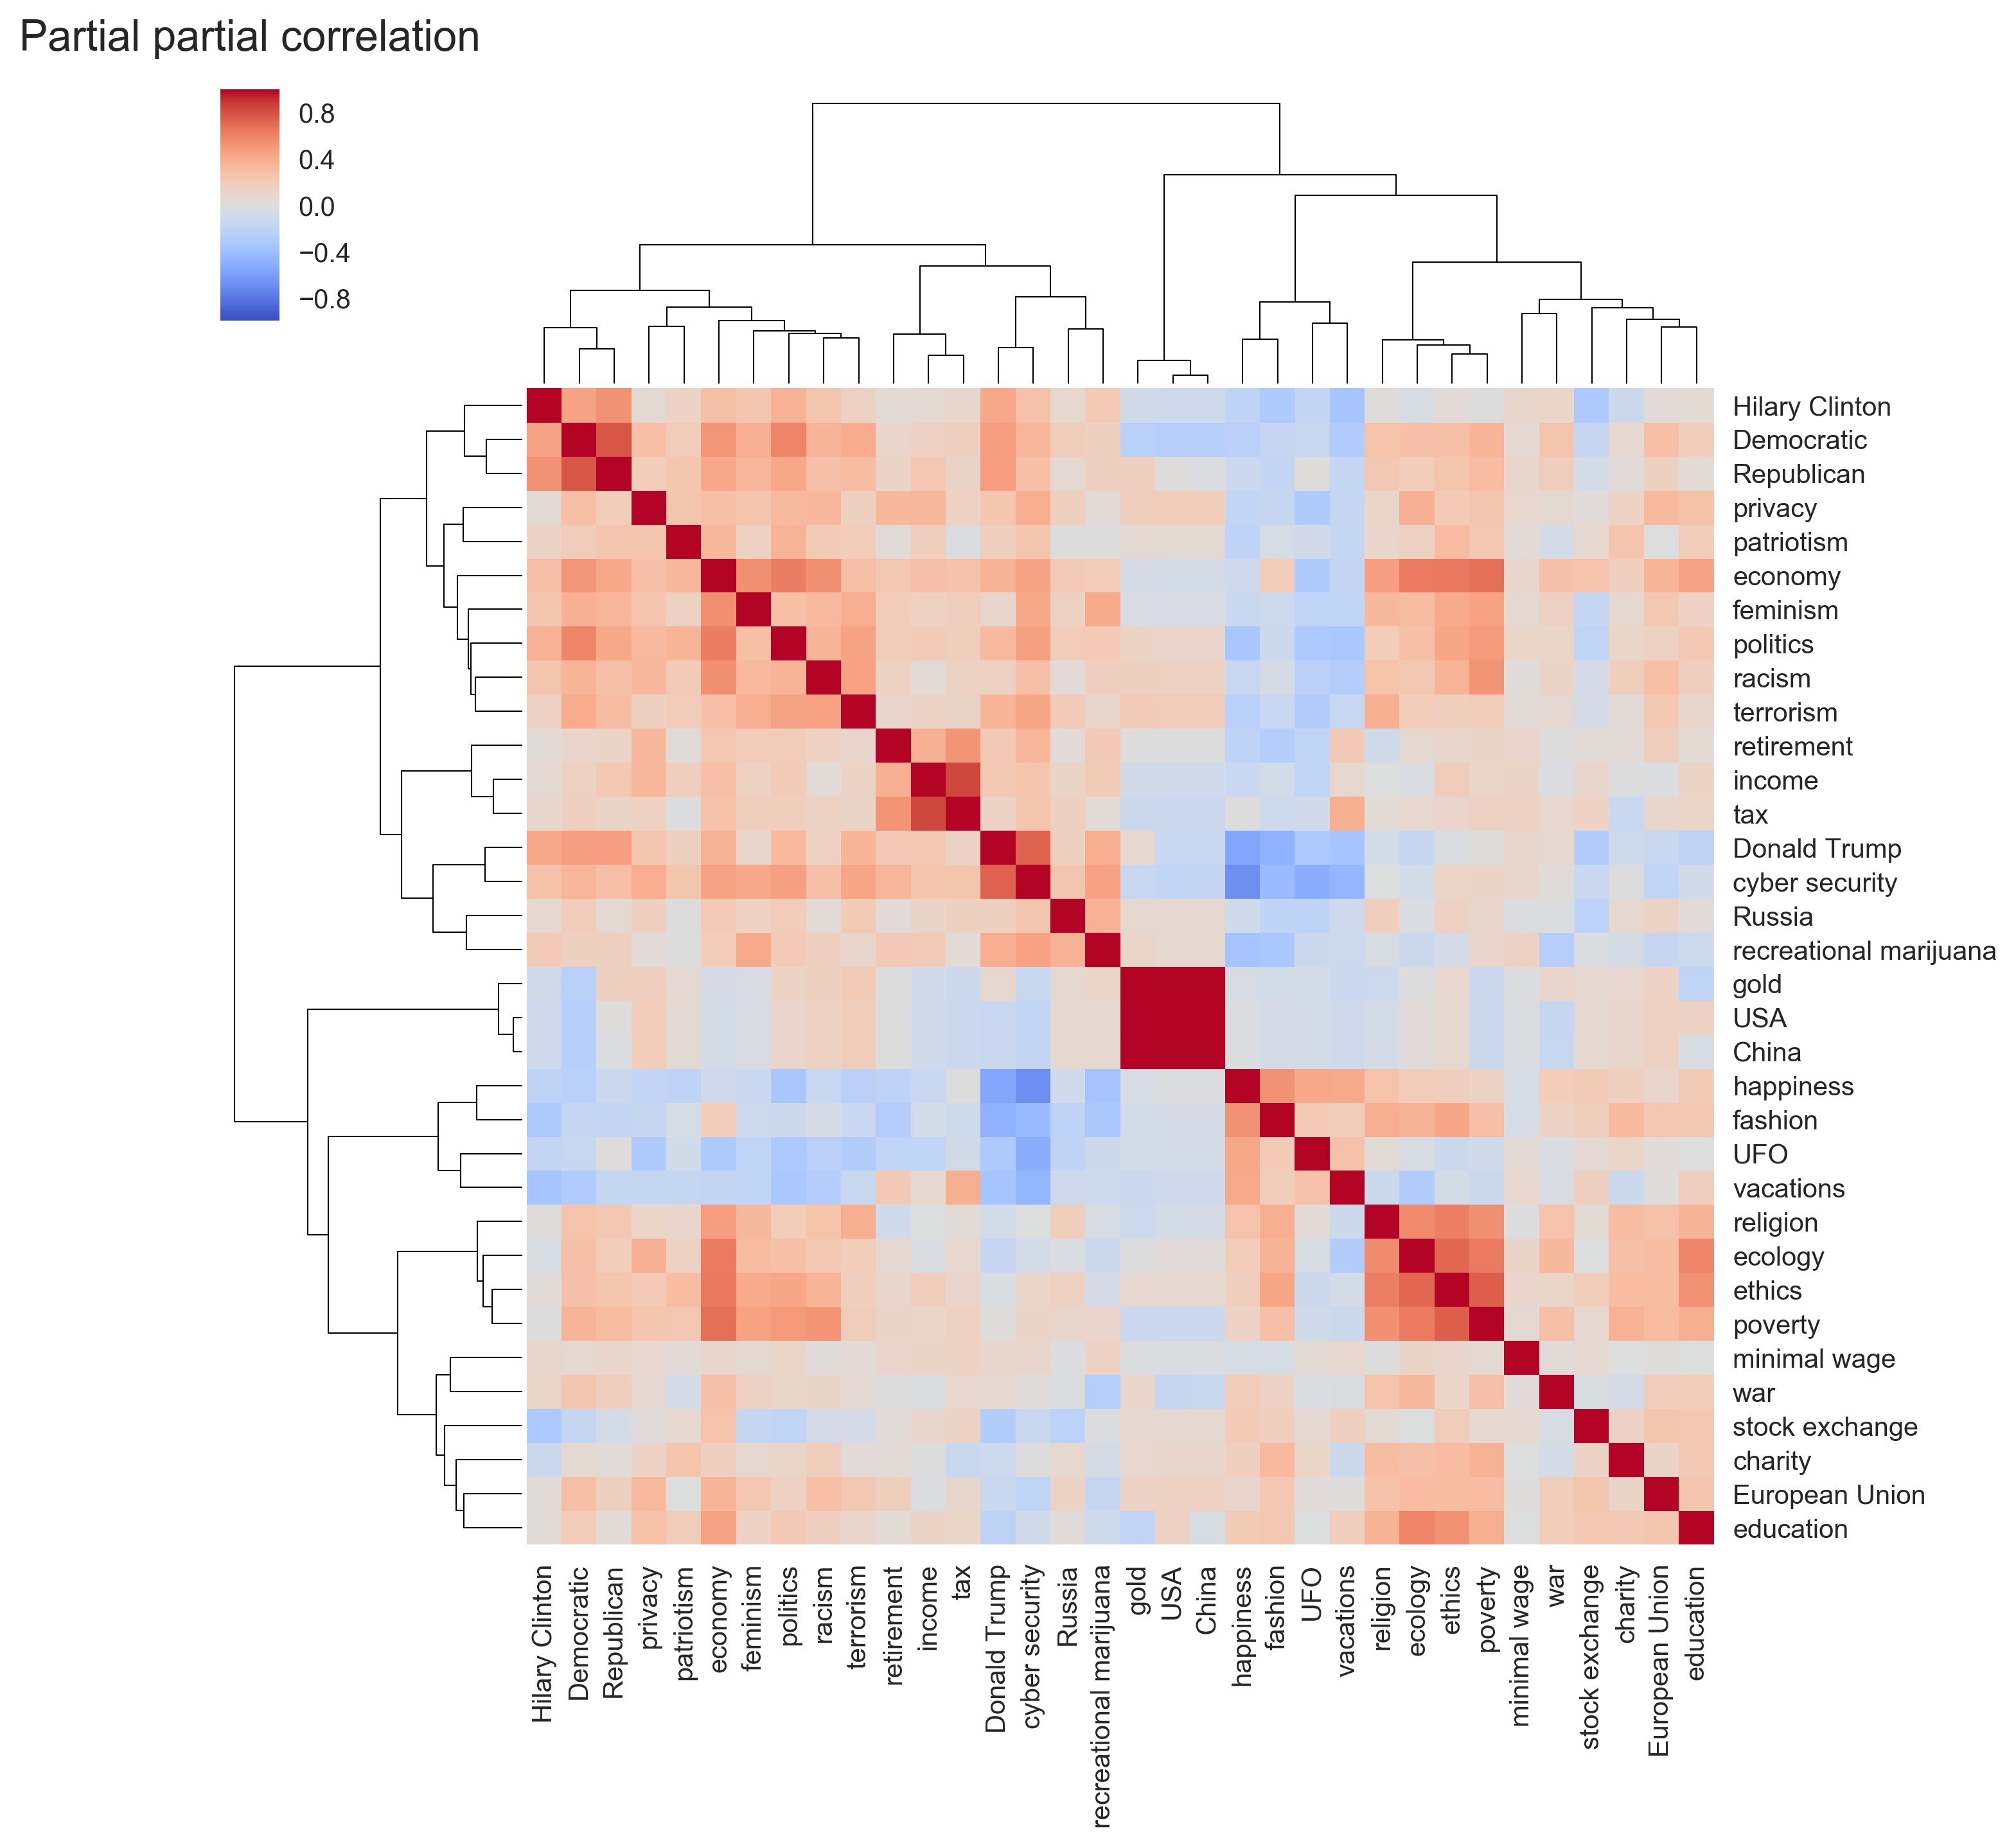 Partial partial correlation
0.8
0.4
0.0
−0.4
−0.8
Hilary Clinton
Democratic
Republican
privacy
patriotism
economy
feminism
politics
racism
terrorism
retirement
income
tax
Donald Trump
cyber security
Russia
recreational marijuana
gold
USA
China
happiness
fashion
UFO
vacations
religion
ecology
ethics
poverty
minimal wage
war
stock exchange
charity
European Union
education
Hilary Clinton
Democratic
Republican
privacy
patriotism
economy
feminism
politics
racism
terrorism
retirement
income
tax
Donald Trump
cyber security
Russia
recreational marijuana
gold
USA
China
happiness
fashion
UFO
vacations
religion
ecology
ethics
poverty
minimal wage
war
stock exchange
charity
European Union
education